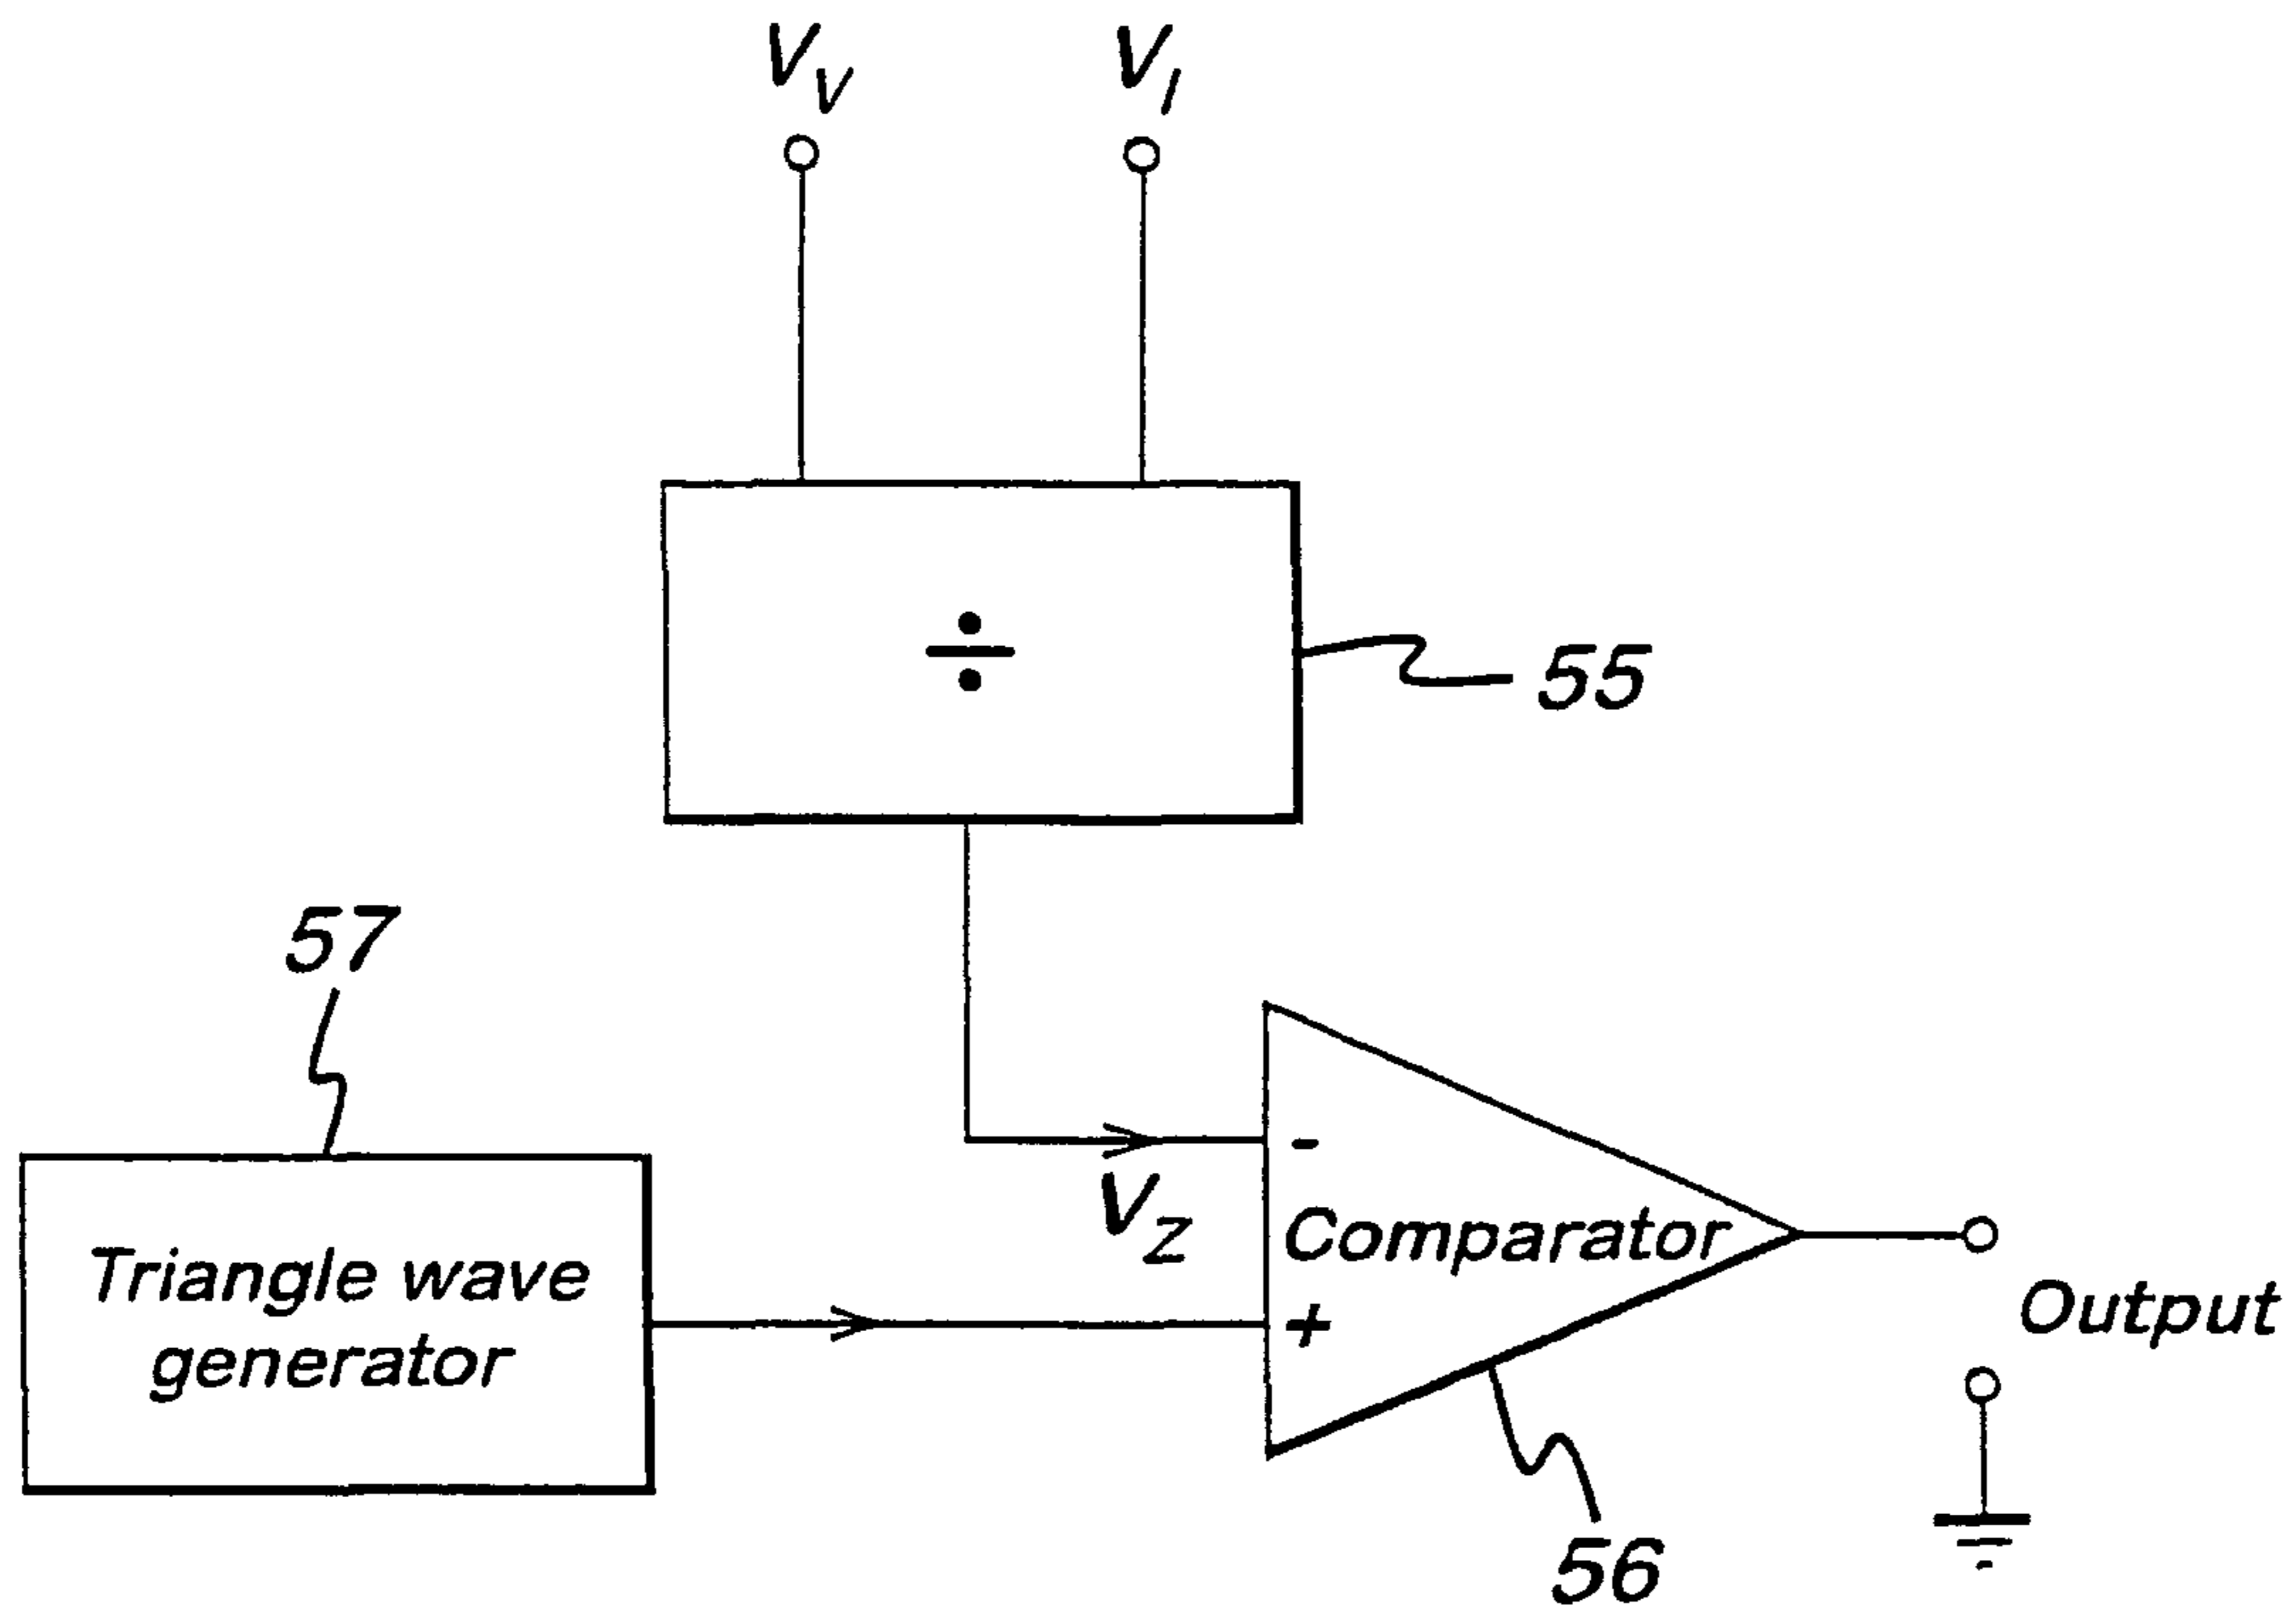 V_V
V_I
÷
55
57
-
V_Z
Comparator
Triangle wave
generator
+
Output
56